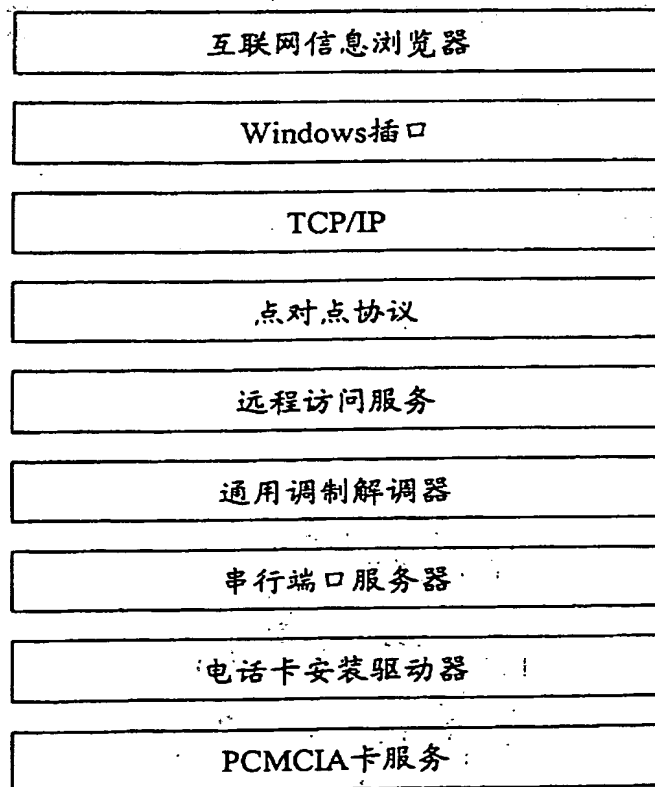 互联网信息浏览器
Windows插口
TCP/IP
点对点协议
远程访问服务
通用调制解调器
串行端口服务器
电话卡安装驱动器
PCMCIA卡服务